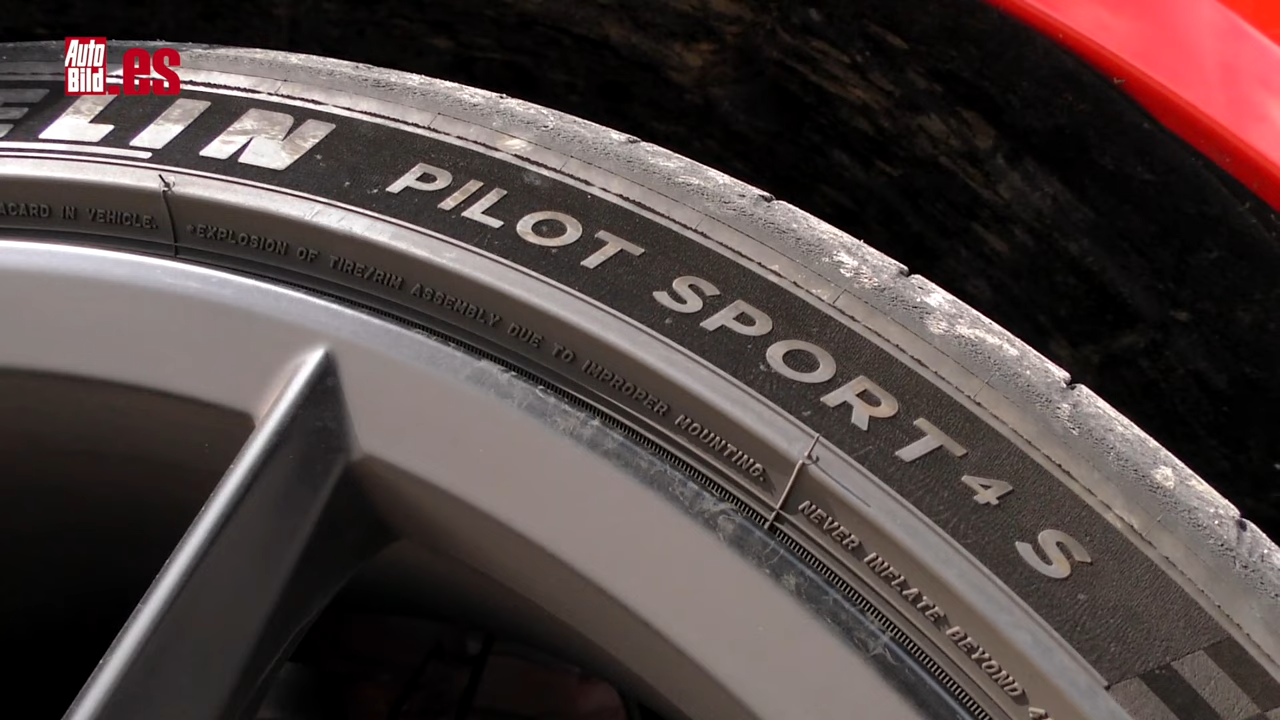 Auto
Bild.es
ELIN PILOT SPORT 4 S
ACARD IN VEHICLE.
•EXPLOSION OF TIRE/RIM ASSEMBLY DUE TO IMPROPER MOUNTING.
NEVER INFLATE BEYOND 4